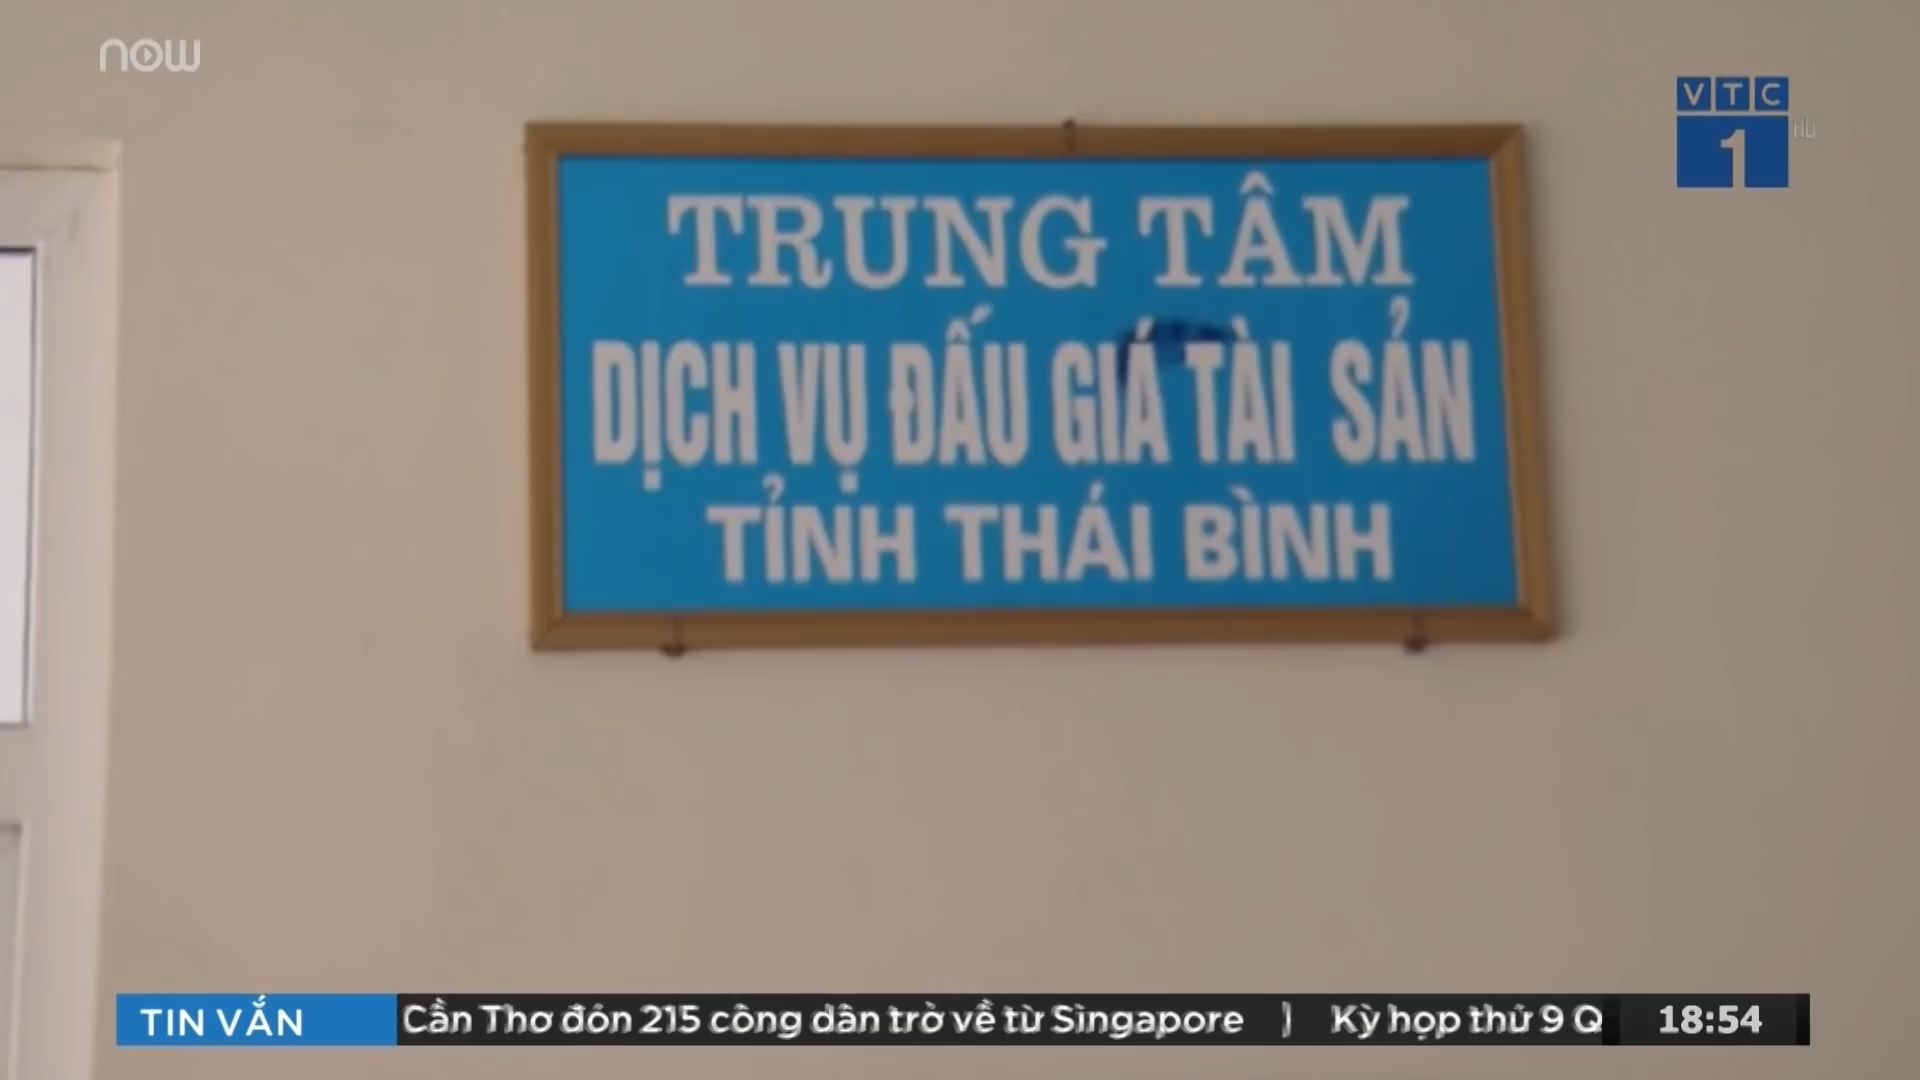 now
VTC
1
HD
TRUNG TÂM
DỊCH VỤ ĐẤU GIÁ TÀI SẢN
TỈNH THÁI BÌNH
TIN VẮN
Cần Thơ đón 215 công dân trở về từ Singapore | Kỳ họp thứ 9 Q
18:54